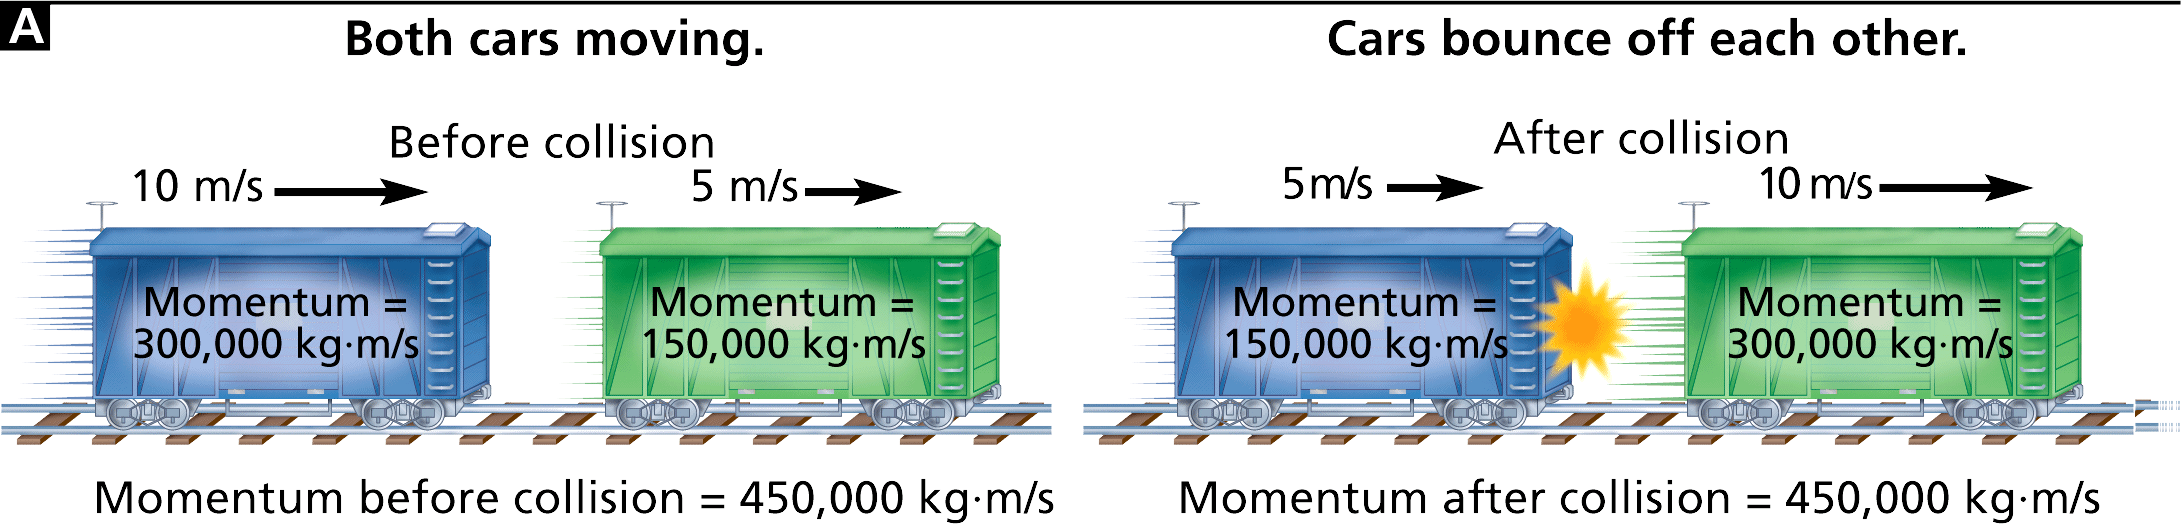 A
Both cars moving.
Before collision
10 m/s
5 m/s
Momentum =
300,000 kg·m/s
Momentum =
150,000 kg·m/s
Momentum before collision = 450,000 kg·m/s
Cars bounce off each other.
After collision
5 m/s
10 m/s
Momentum =
150,000 kg·m/s
Momentum =
300,000 kg·m/s
Momentum after collision = 450,000 kg·m/s